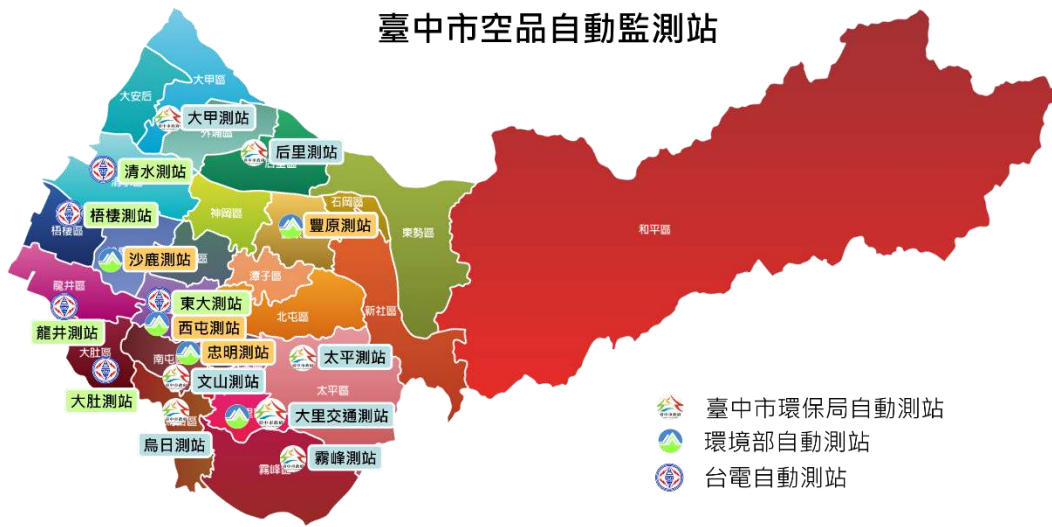 臺中市空品自動監測站
大甲區
大安后
大甲測站
外埔區
后里測站
清水測站
梧棲測站
梧棲區
神岡區
豐原測站
石岡區
東勢區
和平區
沙鹿測站
潭子區
龍井區
東大測站
北屯區
新社區
西屯測站
龍井測站
大肚區
南屯
忠明測站
太平測站
文山測站
太平區
大肚測站
大里交通測站
烏日測站
霧峰測站
霧峰
臺中市環保局自動測站
環境部自動測站
台電自動測站